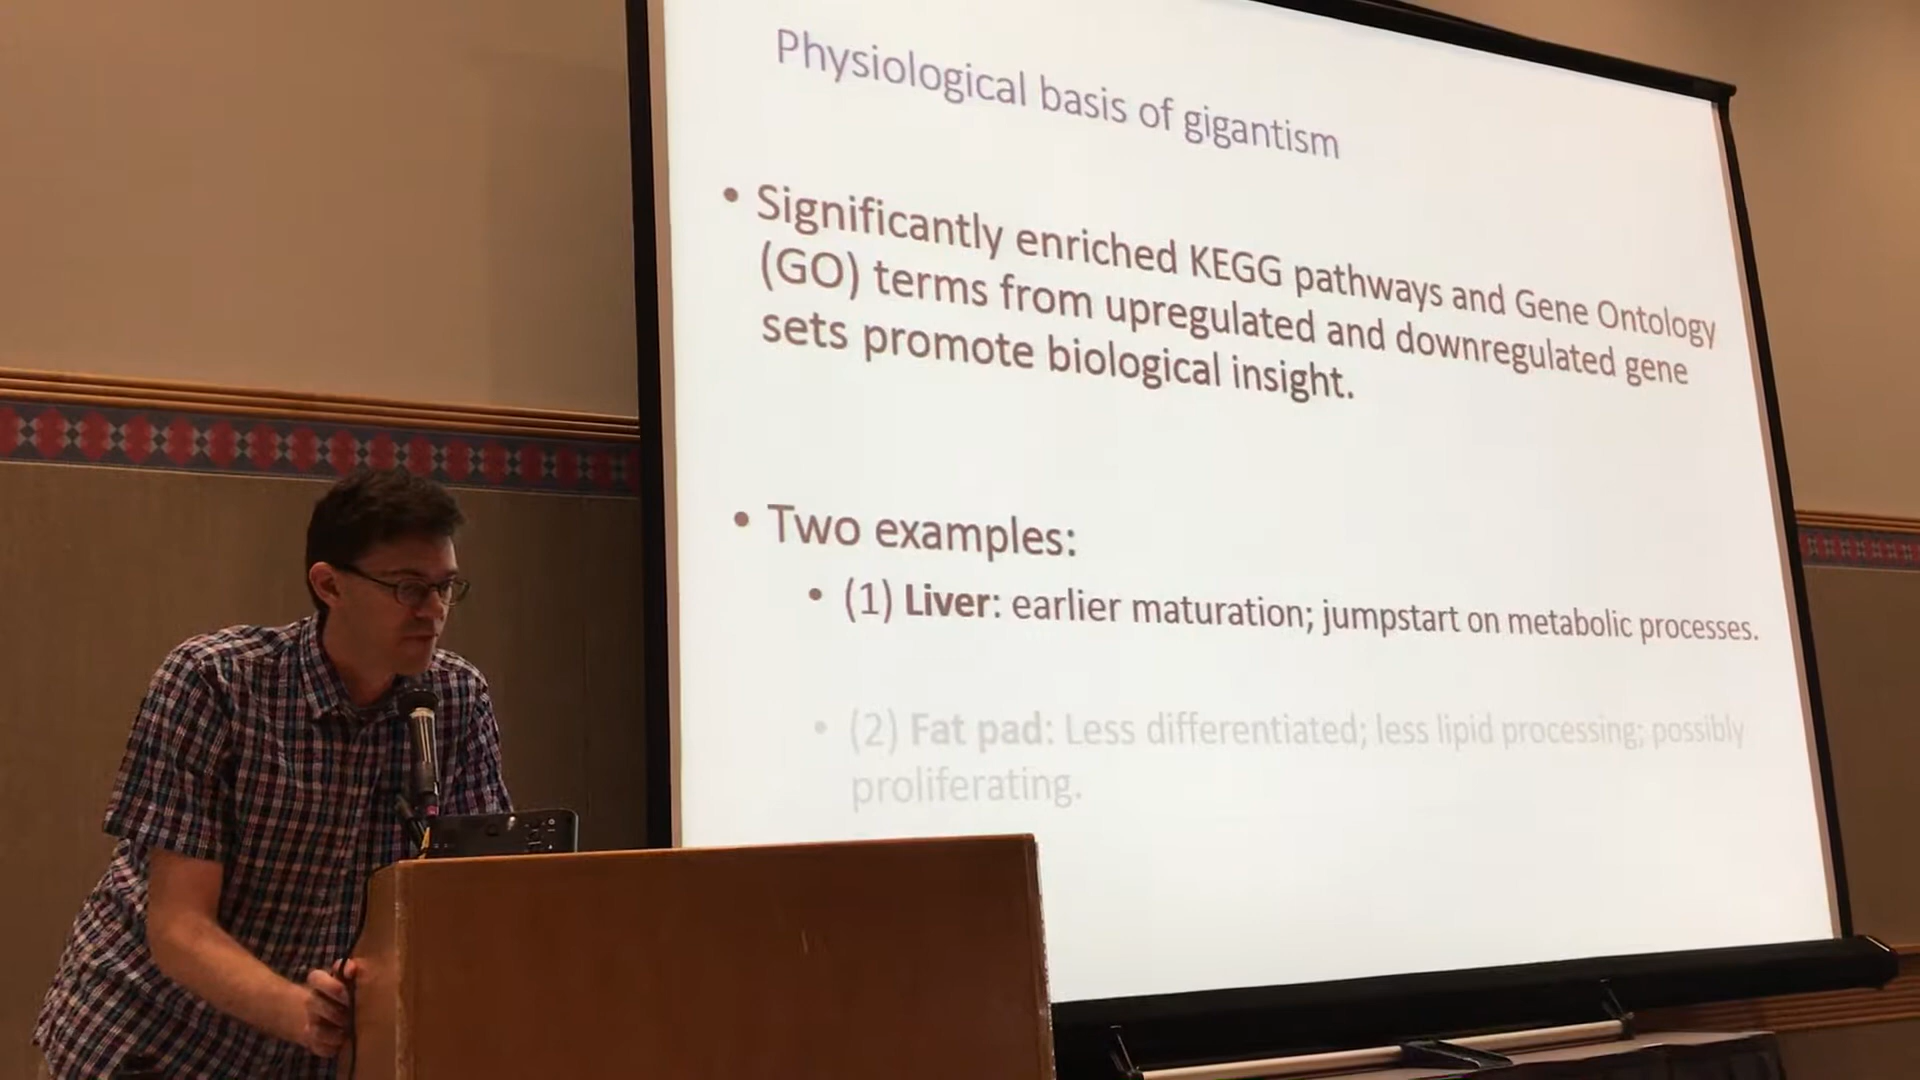 Physiological basis of gigantism
• Significantly enriched KEGG pathways and Gene Ontology
(GO) terms from upregulated and downregulated gene
sets promote biological insight.
• Two examples:
• (1) Liver: earlier maturation; jumpstart on metabolic processes.
• (2) Fat pad: Less differentiated; less lipid processing; possibly
proliferating.